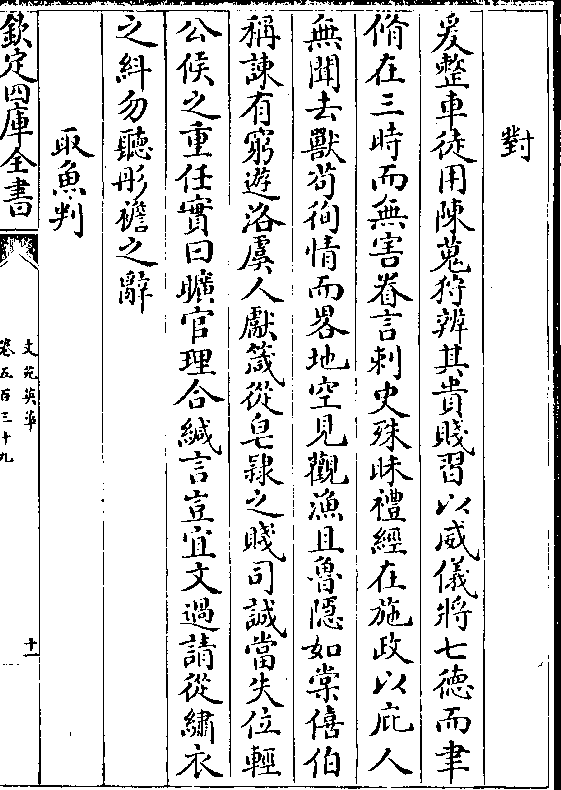 對
爰整車徒用陳蒐狩辨其貴賤習以威儀將七德而聿
脩在三時而無害眷言刺史殊昧禮經在施政以庇人
無聞去獸苟徇情而畧地空見觀漁且魯隱如棠僖伯
稱諫有窮遊洛虞人獻箴從皂隸之賤司誠當失位輕
公侯之重任實曰曠官理合緘言豈宜文過請從繡衣
之糾勿聽彤襜之辭
取魚判
欽定四庫全書
文苑英華
卷五百三十九
十一